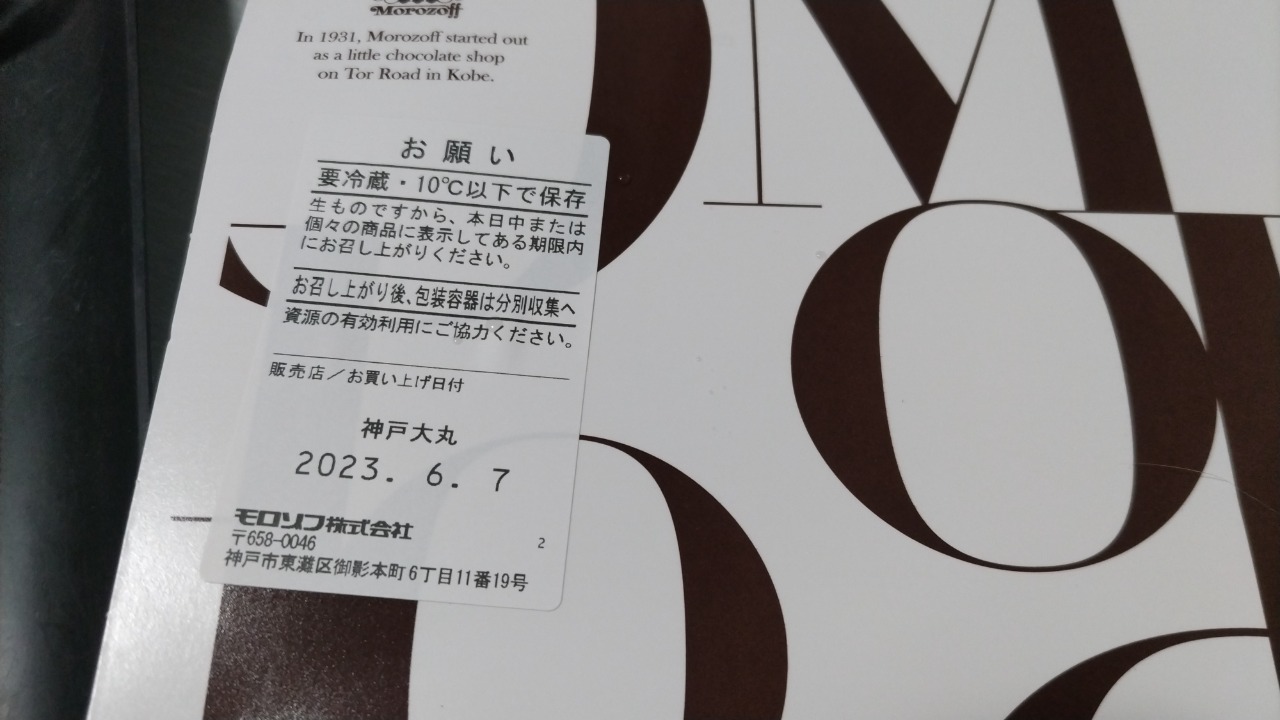 Morozoff
In 1931, Morozoff started out
as a little chocolate shop
on Tor Road in Kobe.
お願い
要冷蔵・10℃以下で保存
生ものですから、本日中または
個々の商品に表示してある期限内
にお召し上がりください。
お召し上がり後、包装容器は分別収集へ
資源の有効利用にご協力ください。
販売店／お買い上げ日付
神戸大丸
2023. 6. 7
モロゾフ株式会社
〒658-0046
2
神戸市東灘区御影本町6丁目11番19号